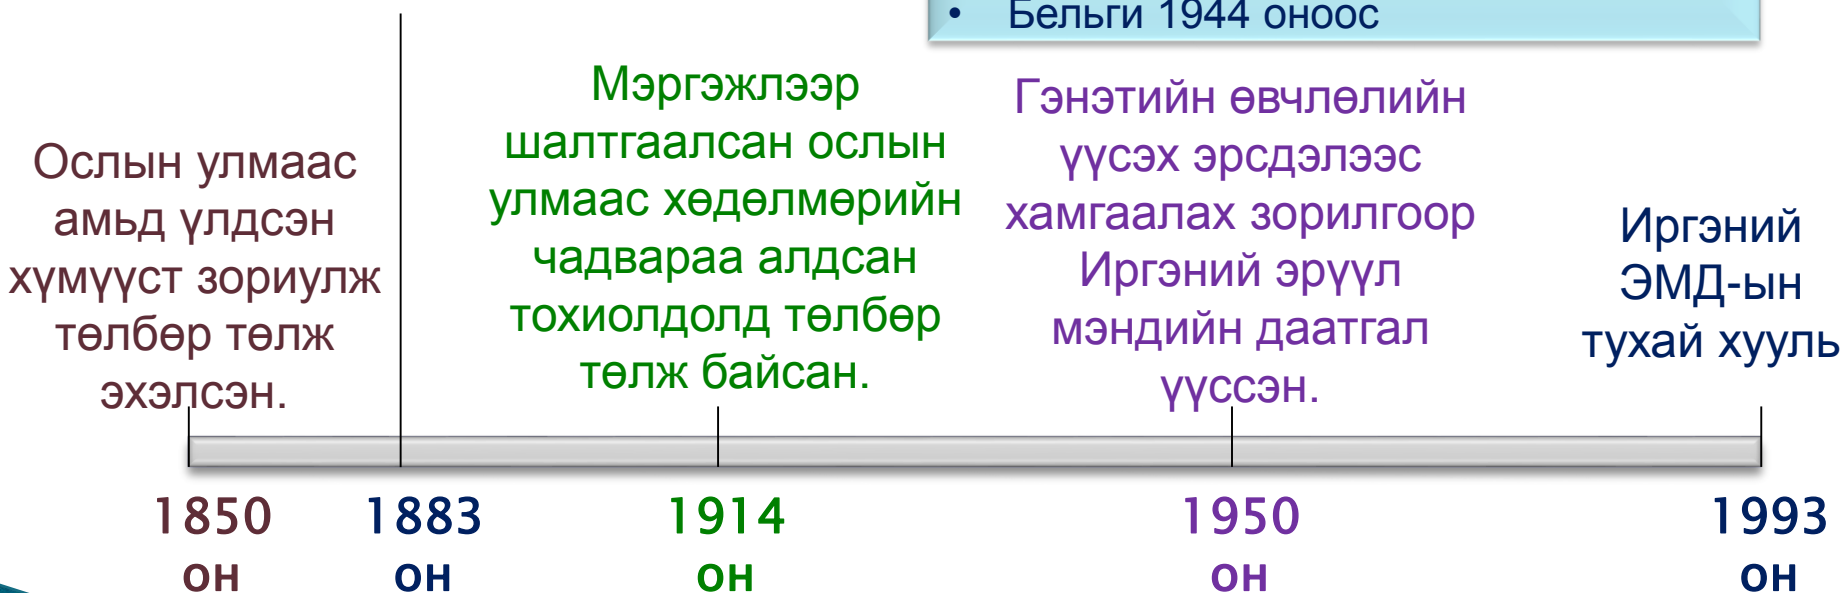 • Бельги 1944 оноос
Ослын улмаас
амьд үлдсэн
хүмүүст зориулж
төлбөр төлж
эхэлсэн.
Мэргэжлээр
шалтгаалсан ослын
улмаас хөдөлмөрийн
чадвараа алдсан
тохиолдолд төлбөр
төлж байсан.
Гэнэтийн өвчлөлийн
үүсэх эрсдэлээс
хамгаалах зорилгоор
Иргэний эрүүл
мэндийн даатгал
үүссэн.
Иргэний
ЭМД-ын
тухай хууль
1850
он
1883
он
1914
он
1950
он
1993
он